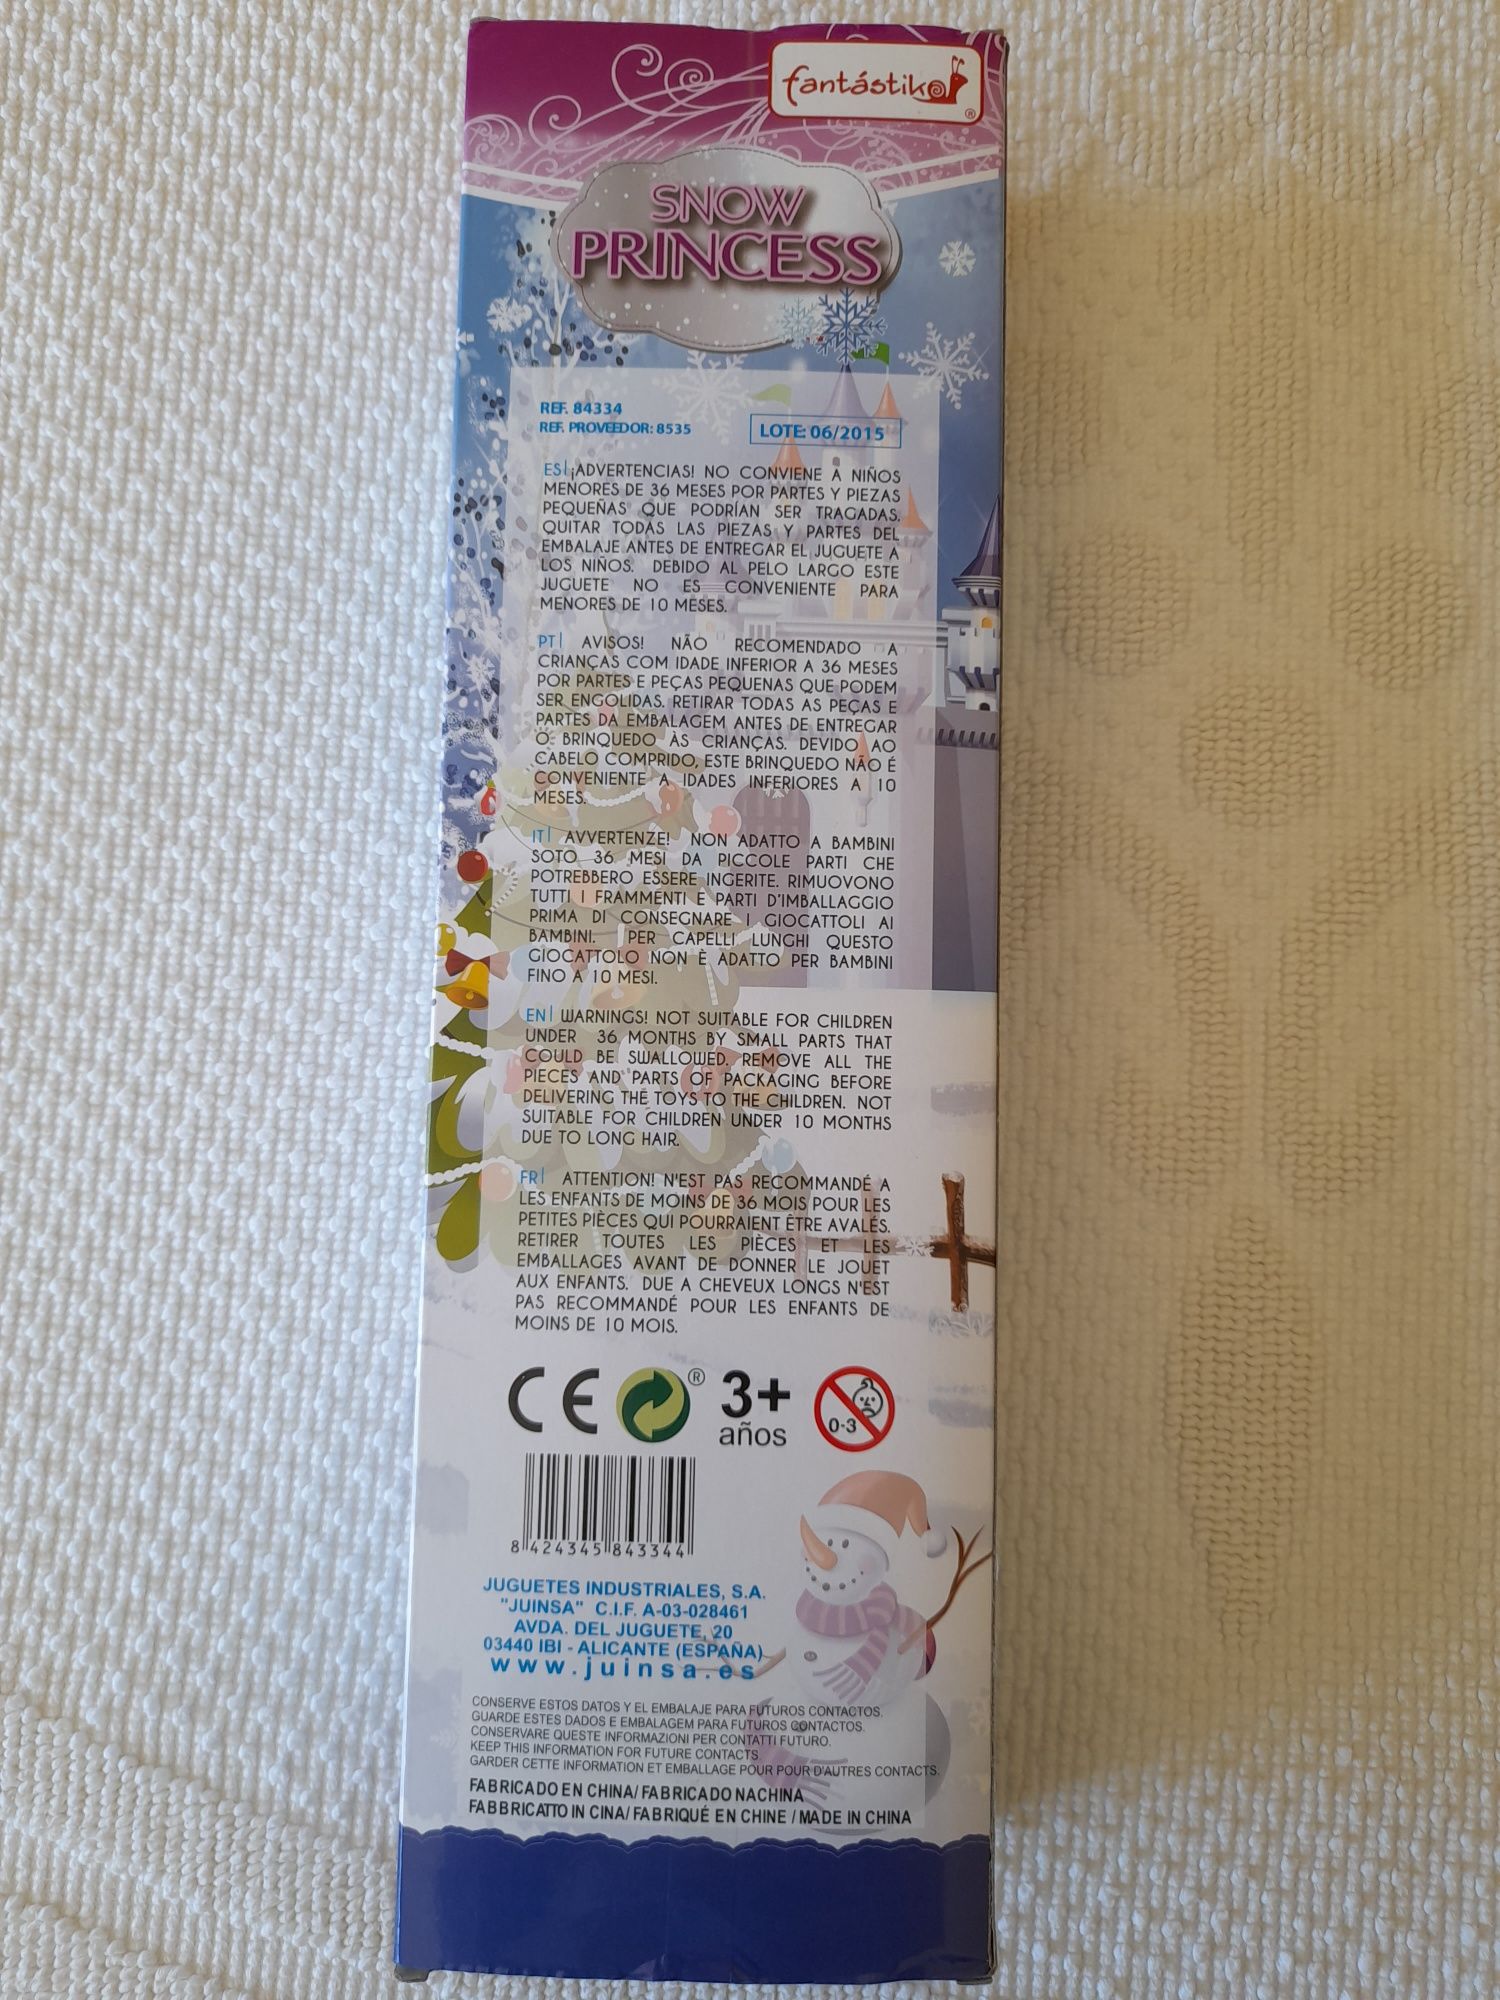 fantástiko
®
SNOW
PRINCESS
REF. 84334
REF. PROVEEDOR: 8535
LOTE: 06/2015
ES| ¡ADVERTENCIAS! NO CONVIENE A NIÑOS
MENORES DE 36 MESES POR PARTES Y PIEZAS
PEQUEÑAS QUE PODRÍAN SER TRAGADAS.
QUITAR TODAS LAS PIEZAS Y PARTES DEL
EMBALAJE ANTES DE ENTREGAR EL JUGUETE A
LOS NIÑOS. DEBIDO AL PELO LARGO ESTE
JUGUETE NO ES CONVENIENTE PARA
MENORES DE 10 MESES.
PT| AVISOS! NÃO RECOMENDADO A
CRIANÇAS COM IDADE INFERIOR A 36 MESES
POR PARTES E PEÇAS PEQUENAS QUE PODEM
SER ENGOLIDAS. RETIRAR TODAS AS PEÇAS E
PARTES DA EMBALAGEM ANTES DE ENTREGAR
O BRINQUEDO ÀS CRIANÇAS. DEVIDO AO
CABELO COMPRIDO, ESTE BRINQUEDO NÃO É
CONVENIENTE A IDADES INFERIORES A 10
MESES.
IT| AVVERTENZE! NON ADATTO A BAMBINI
SOTO 36 MESI DA PICCOLE PARTI CHE
POTREBBERO ESSERE INGERITE. RIMUOVONO
TUTTI I FRAMMENTI E PARTI D'IMBALLAGGIO
PRIMA DI CONSEGNARE I GIOCATTOLI AI
BAMBINI. PER CAPELLI LUNGHI QUESTO
GIOCATTOLO NON È ADATTO PER BAMBINI
FINO A 10 MESI.
EN| WARNINGS! NOT SUITABLE FOR CHILDREN
UNDER 36 MONTHS BY SMALL PARTS THAT
COULD BE SWALLOWED. REMOVE ALL THE
PIECES AND PARTS OF PACKAGING BEFORE
DELIVERING THE TOYS TO THE CHILDREN. NOT
SUITABLE FOR CHILDREN UNDER 10 MONTHS
DUE TO LONG HAIR.
FR| ATTENTION! N'EST PAS RECOMMANDÉ A
LES ENFANTS DE MOINS DE 36 MOIS POUR LES
PETITES PIÈCES QUI POURRAIENT ÊTRE AVALÉS.
RETIRER TOUTES LES PIÈCES ET LES
EMBALLAGES AVANT DE DONNER LE JOUET
AUX ENFANTS. DUE A CHEVEUX LONGS N'EST
PAS RECOMMANDÉ POUR LES ENFANTS DE
MOINS DE 10 MOIS.
CE ® 3+ años 0-3
8 424345 843344
JUGUETES INDUSTRIALES, S.A.
"JUINSA" C.I.F. A-03-028461
AVDA. DEL JUGUETE, 20
03440 IBI - ALICANTE (ESPAÑA)
www.juinsa.es
CONSERVE ESTOS DATOS Y EL EMBALAJE PARA FUTUROS CONTACTOS.
GUARDE ESTES DADOS E EMBALAGEM PARA FUTUROS CONTACTOS.
CONSERVARE QUESTE INFORMAZIONI PER CONTATTI FUTURO.
KEEP THIS INFORMATION FOR FUTURE CONTACTS
GARDER CETTE INFORMATION ET EMBALLAGE POUR POUR D'AUTRES CONTACTS.
FABRICADO EN CHINA/ FABRICADO NACHINA
FABBRICATTO IN CINA/ FABRIQUÉ EN CHINE / MADE IN CHINA